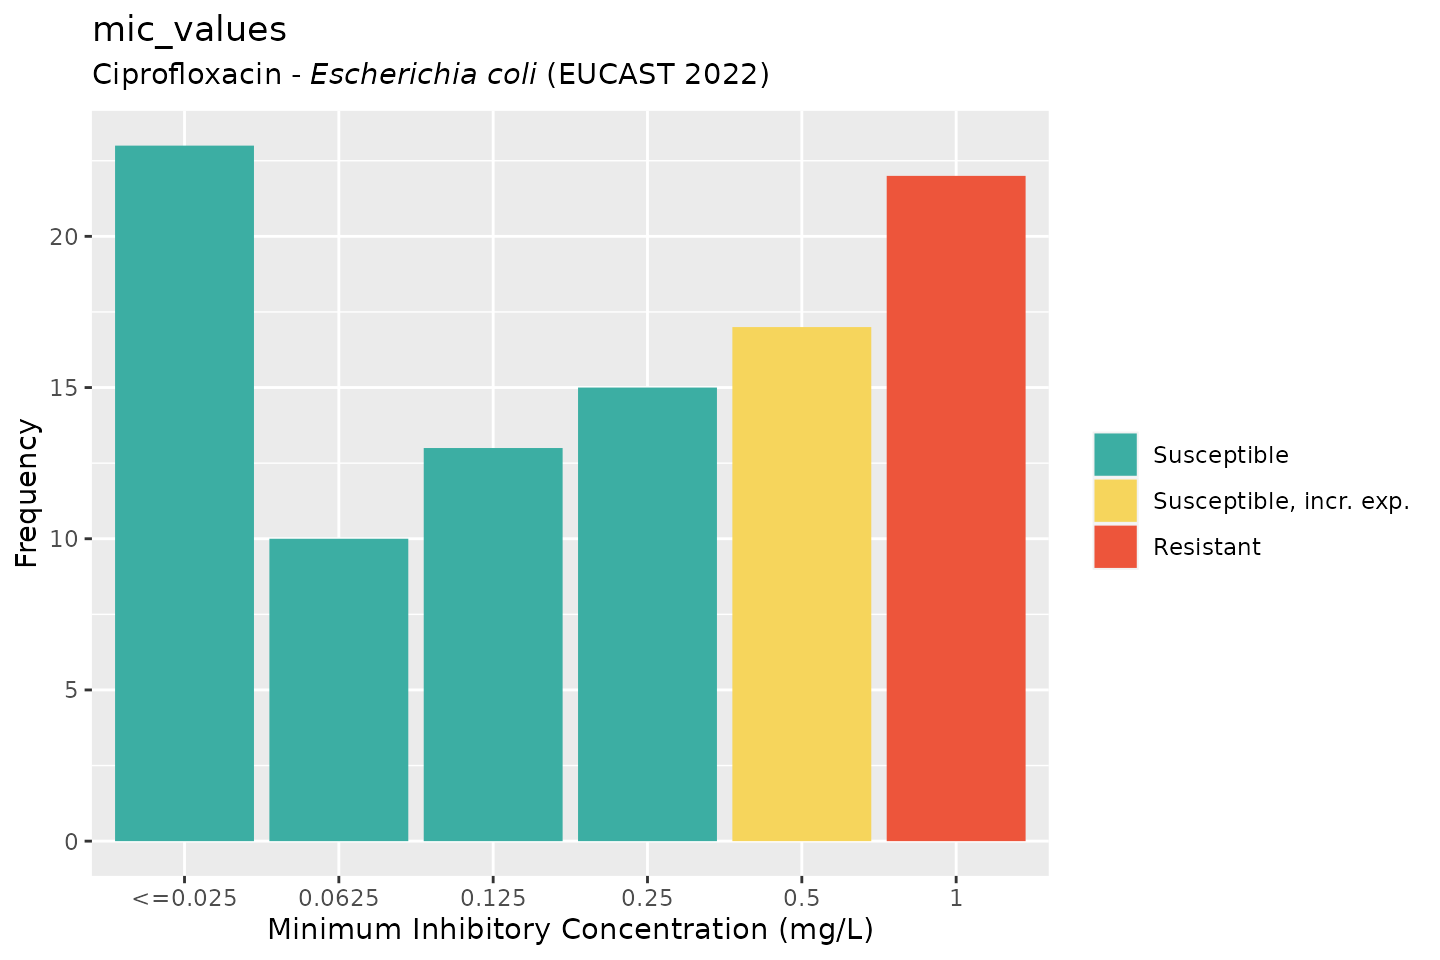 mic_values
Ciprofloxacin - Escherichia coli (EUCAST 2022)
Frequency
20
15
10
5
0
<=0.025 0.0625 0.125 0.25 0.5 1
Minimum Inhibitory Concentration (mg/L)
Susceptible
Susceptible, incr. exp.
Resistant